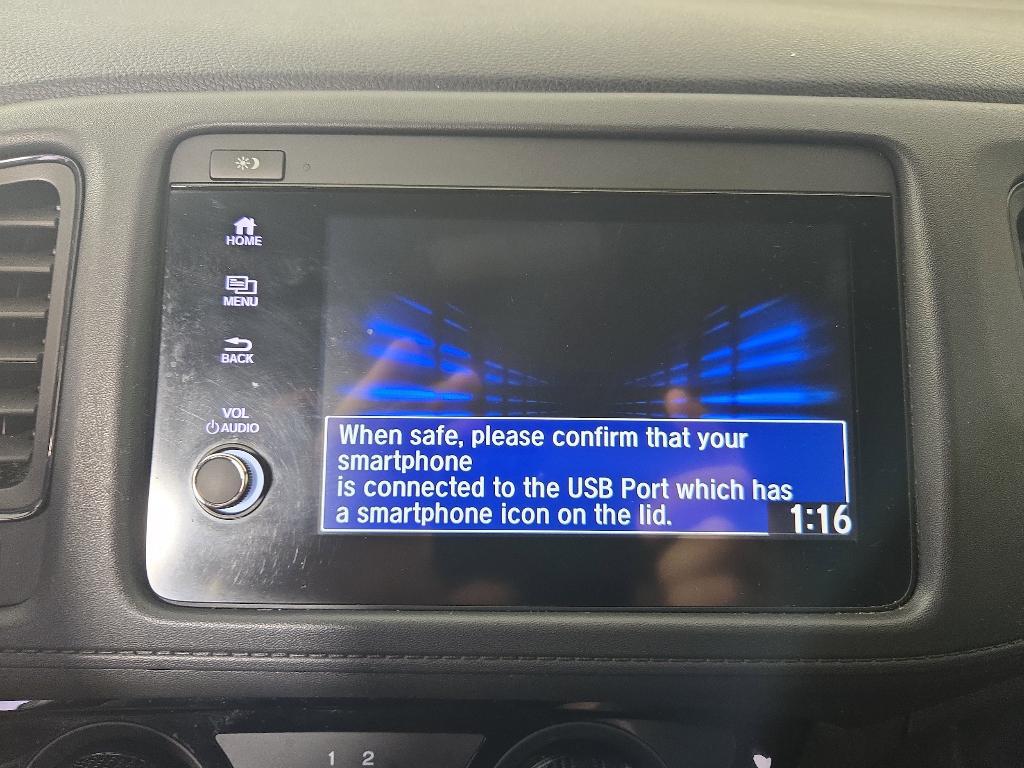 HOME
MENU
BACK
VOL
AUDIO
When safe, please confirm that your
smartphone
is connected to the USB Port which has
a smartphone icon on the lid.
1:16
1 2